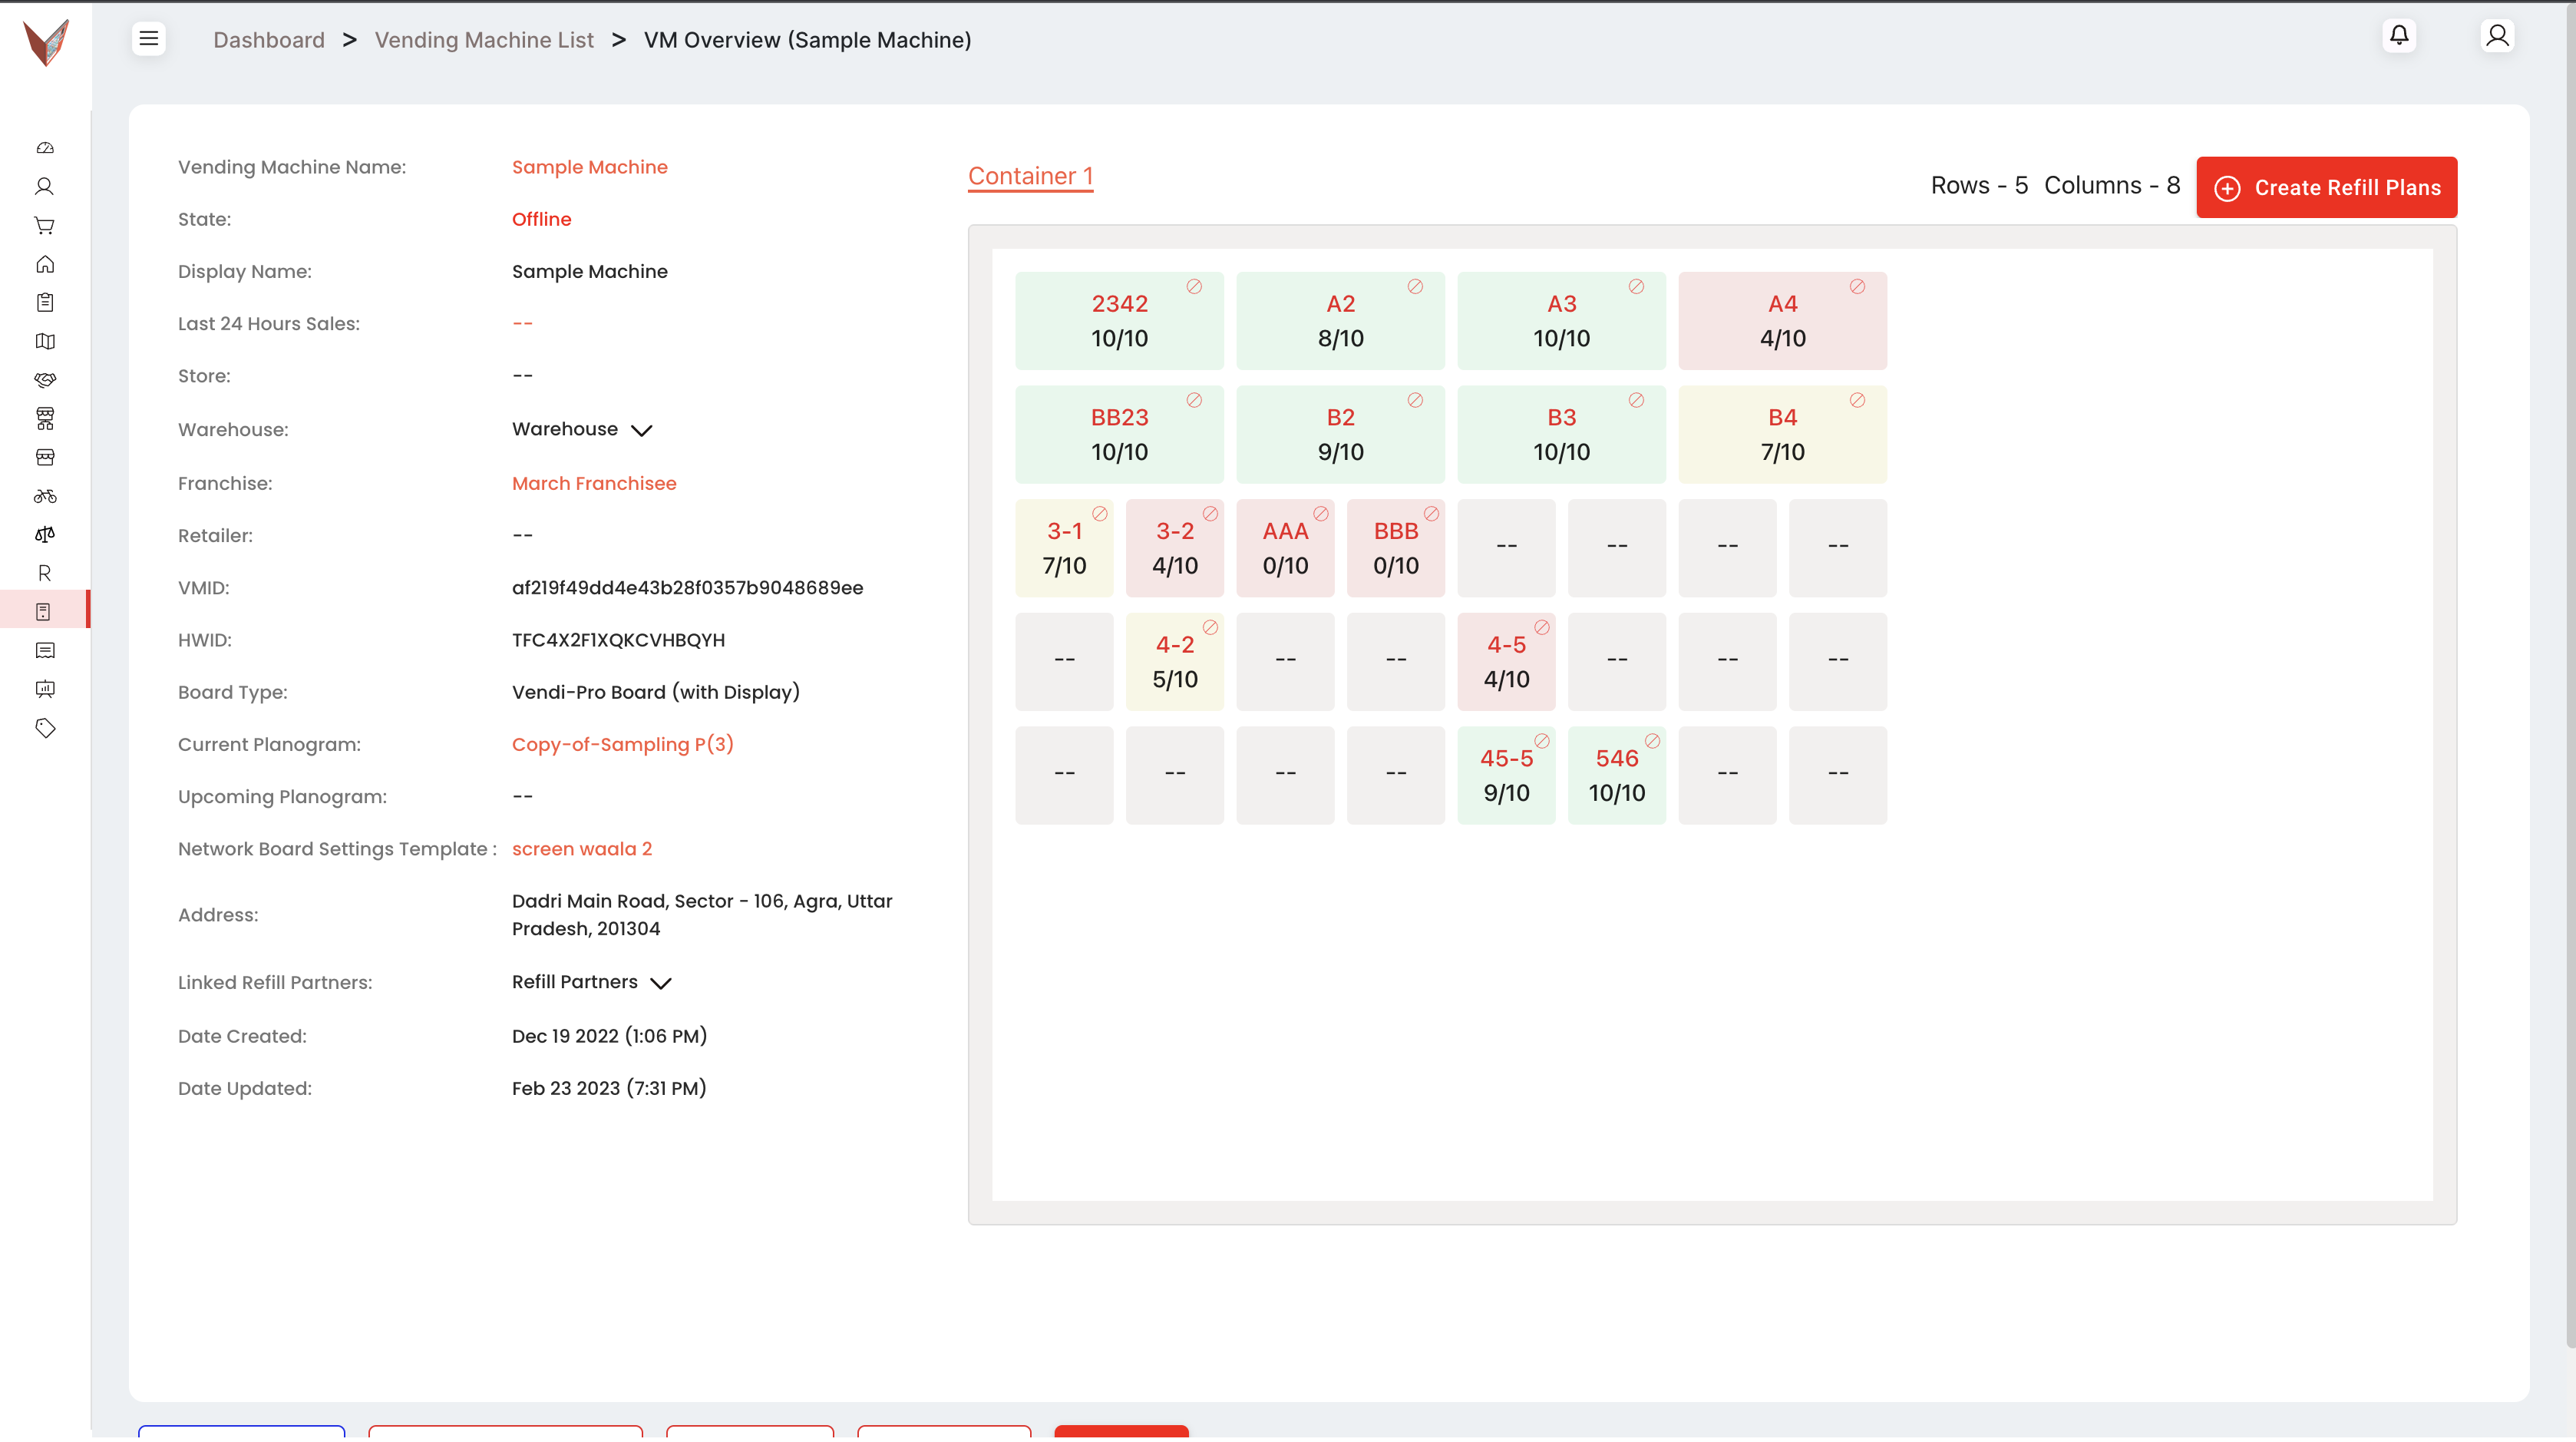 Dashboard > Vending Machine List > VM Overview (Sample Machine)
Vending Machine Name: Sample Machine
State: Offline
Display Name: Sample Machine
Last 24 Hours Sales: --
Store: --
Warehouse: Warehouse
Franchise: March Franchisee
Retailer: --
VMID: af219f49dd4e43b28f0357b9048689ee
HWID: TFC4X2F1XQKCVHBQYH
Board Type: Vendi-Pro Board (with Display)
Current Planogram: Copy-of-Sampling P(3)
Upcoming Planogram: --
Network Board Settings Template : screen waala 2
Address: Dadri Main Road, Sector - 106, Agra, Uttar
Pradesh, 201304
Linked Refill Partners: Refill Partners
Date Created: Dec 19 2022 (1:06 PM)
Date Updated: Feb 23 2023 (7:31 PM)
Container 1
Rows - 5 Columns - 8
Create Refill Plans
2342 A2 A3 A4
10/10 8/10 10/10 4/10
BB23 B2 B3 B4
10/10 9/10 10/10 7/10
3-1 3-2 AAA BBB
7/10 4/10 0/10 0/10 -- -- -- --
4-2 4-5
-- 5/10 -- -- 4/10 -- -- --
45-5 546
-- -- -- -- 9/10 10/10 -- --
R